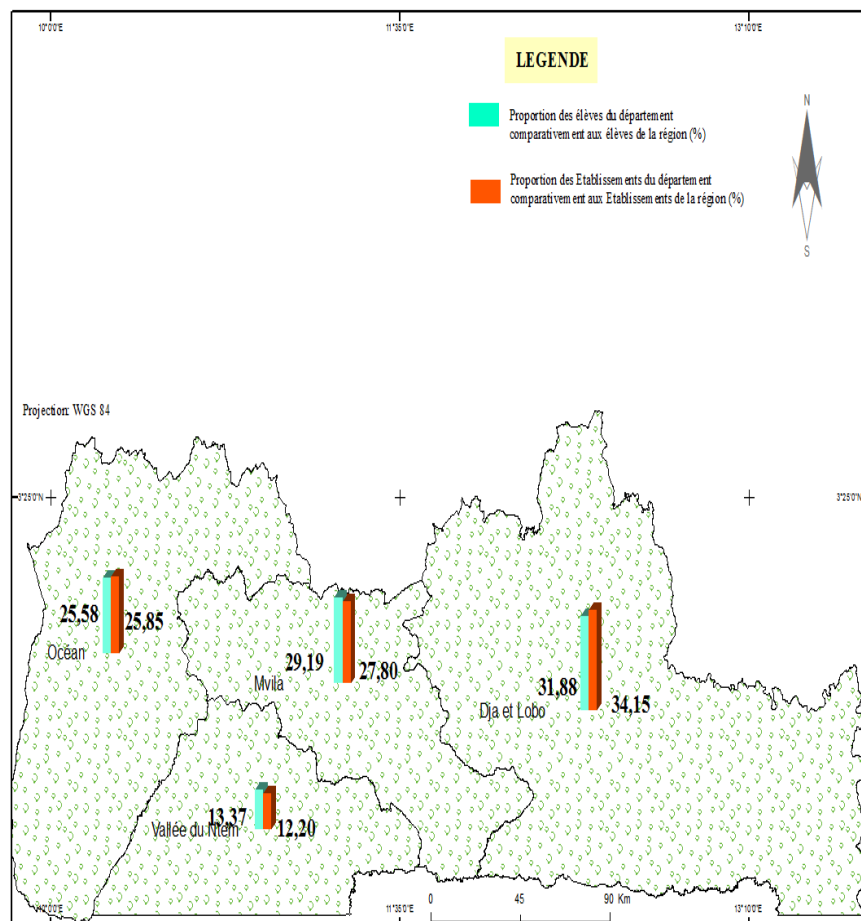 10°0'0"E
11°35'0"E
13°10'0"E
LEGENDE
Proportion des élèves du département
comparativement aux élèves de la région (%)
Proportion des Etablissements du département
comparativement aux Etablissements de la région (%)
N
S
Projection: WGS 84
3°25'0"N
3°25'0"N
25,58
25,85
Océan
29,19
27,80
Mvila
31,88
34,15
Dja et Lobo
13,37
12,20
Vallée du Ntem
0
45
90 Km
10°0'0"E
11°35'0"E
13°10'0"E